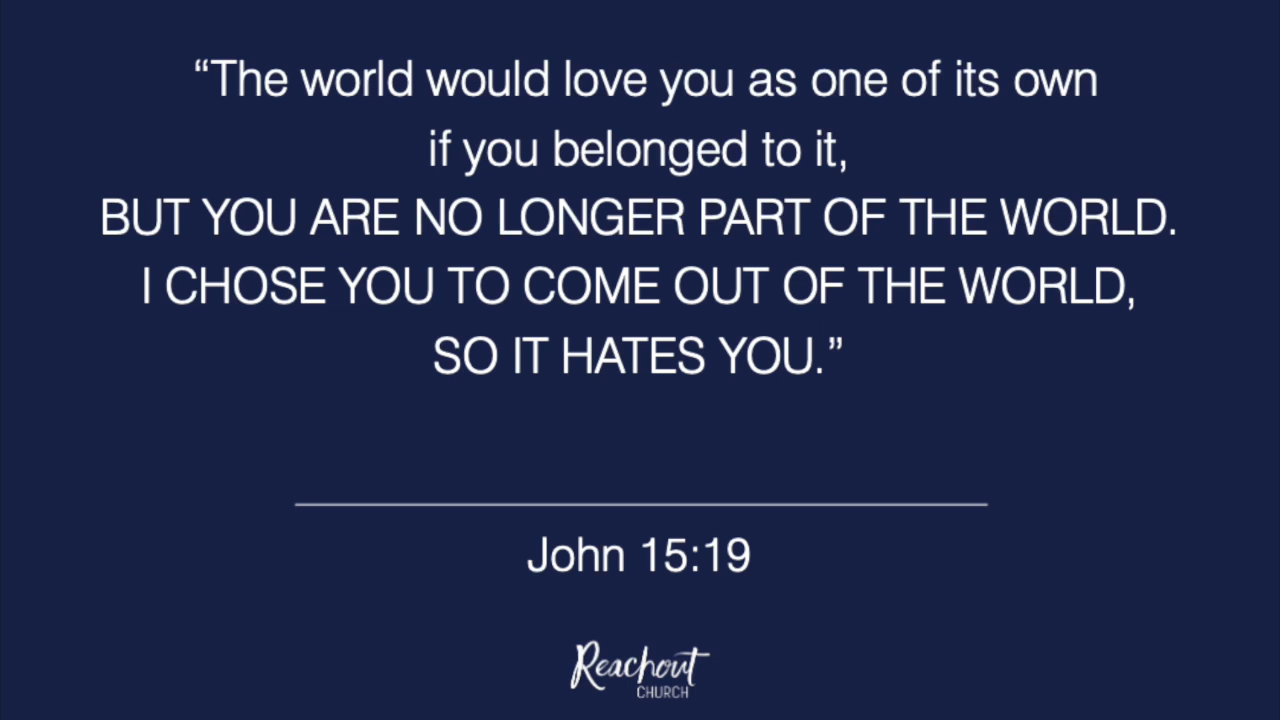 “The world would love you as one of its own
if you belonged to it,
BUT YOU ARE NO LONGER PART OF THE WORLD.
I CHOSE YOU TO COME OUT OF THE WORLD,
SO IT HATES YOU.”
John 15:19
Reachout
CHURCH